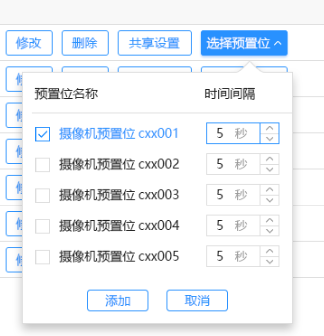 修改 删除 共享设置 选择预置位
预置位名称 时间间隔
摄像机预置位 cxx001 5 秒
摄像机预置位 cxx002 5 秒
摄像机预置位 cxx003 5 秒
摄像机预置位 cxx004 5 秒
摄像机预置位 cxx005 5 秒
添加 取消